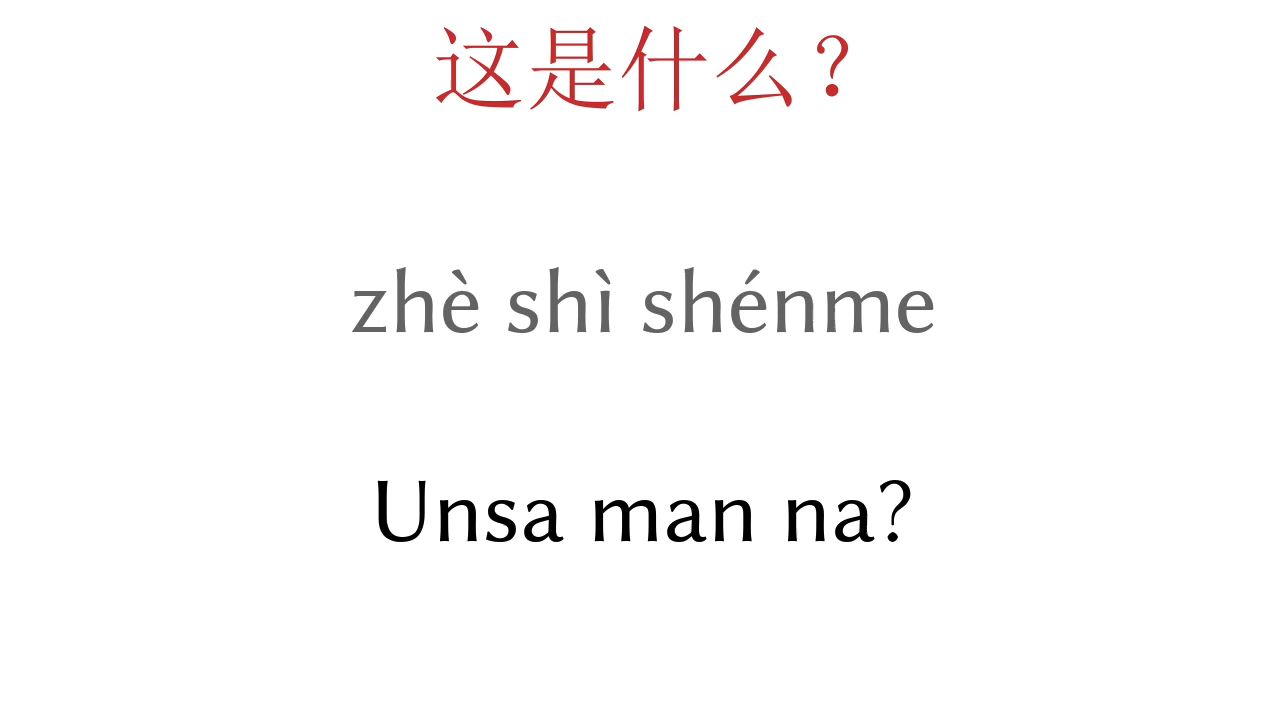 这是什么？
zhè shì shénme
Unsa man na?